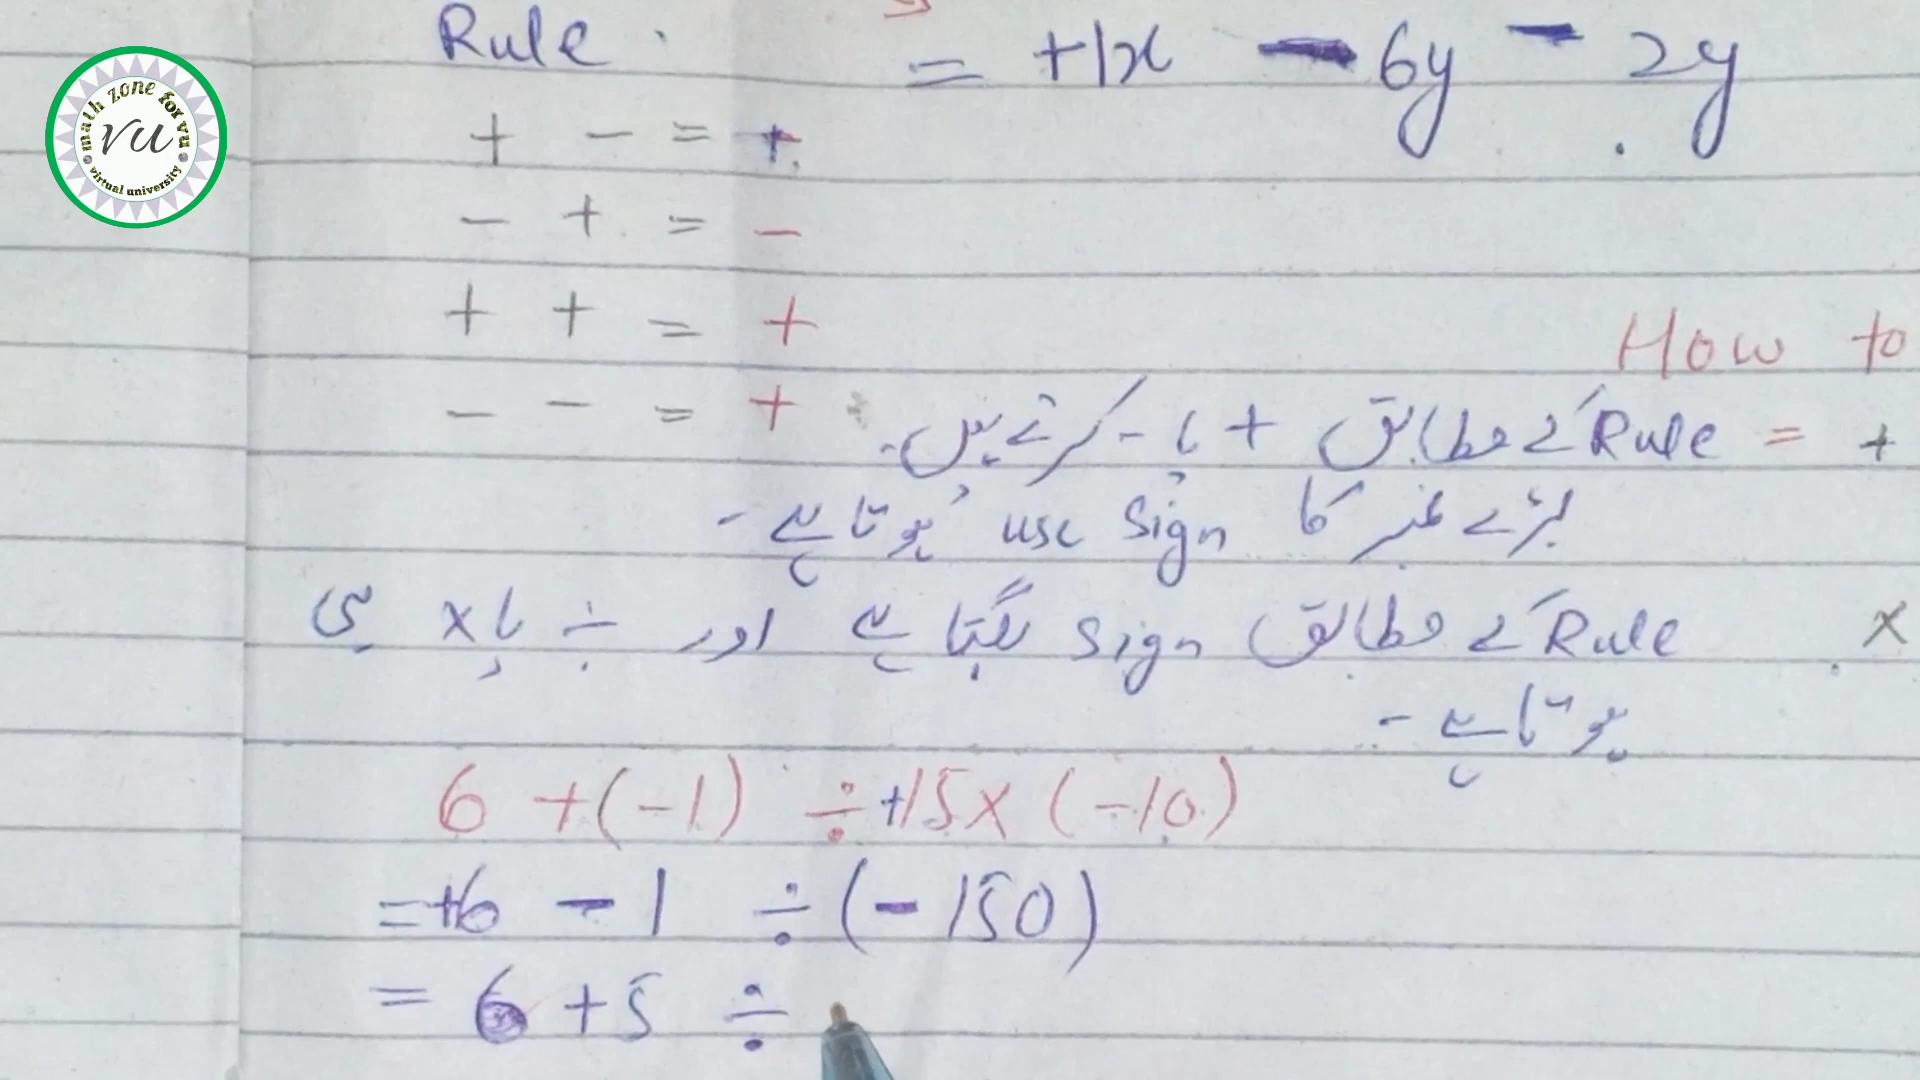 math zone for vu
vu
virtual university
Rule.
= +1x - 6y - 2y
+ - = +
- + = -
+ + = +
- - = +
How to
Rule کے مطابق + یا - کرتے ہیں۔ = +
بڑے نمبر کا Sign use ہوتا ہے -
Rule کے مطابق Sign لگتا ہے اور ÷ یا x ہی x
ہوتا ہے -
6 +(-1) ÷+15x (-10)
=+6 - 1 ÷(-150)
= 6 +5 ÷